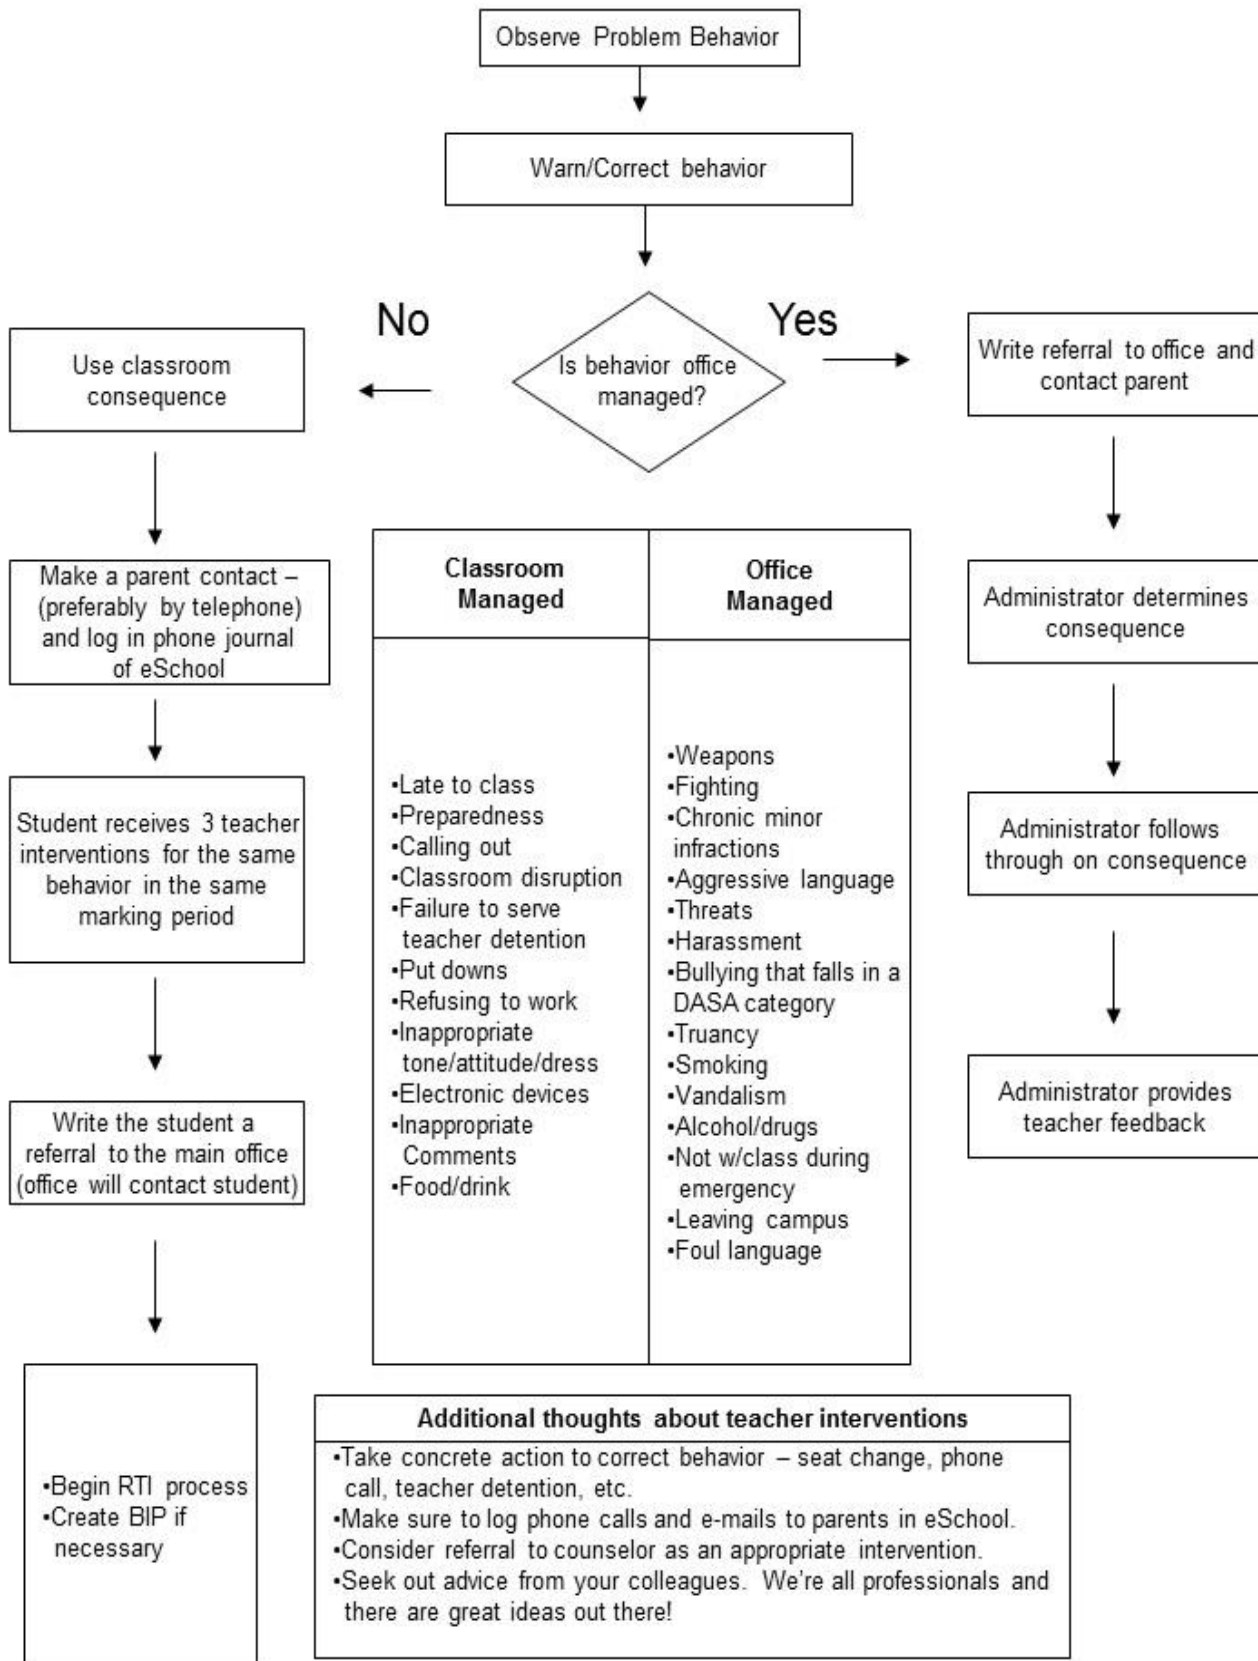 Observe Problem Behavior
Warn/Correct behavior
No
Yes
Is behavior office
managed?
Use classroom
consequence
Write referral to office and
contact parent
Make a parent contact –
(preferably by telephone)
and log in phone journal
of eSchool
Administrator determines
consequence
Student receives 3 teacher
interventions for the same
behavior in the same
marking period
Administrator follows
through on consequence
Write the student a
referral to the main office
(office will contact student)
Administrator provides
teacher feedback
•Begin RTI process
•Create BIP if
necessary
Classroom
Managed
•Late to class
•Preparedness
•Calling out
•Classroom disruption
•Failure to serve
teacher detention
•Put downs
•Refusing to work
•Inappropriate
tone/attitude/dress
•Electronic devices
•Inappropriate
Comments
•Food/drink
Office
Managed
•Weapons
•Fighting
•Chronic minor
infractions
•Aggressive language
•Threats
•Harassment
•Bullying that falls in a
DASA category
•Truancy
•Smoking
•Vandalism
•Alcohol/drugs
•Not w/class during
emergency
•Leaving campus
•Foul language
Additional thoughts about teacher interventions
•Take concrete action to correct behavior – seat change, phone
call, teacher detention, etc.
•Make sure to log phone calls and e-mails to parents in eSchool.
•Consider referral to counselor as an appropriate intervention.
•Seek out advice from your colleagues. We're all professionals and
there are great ideas out there!